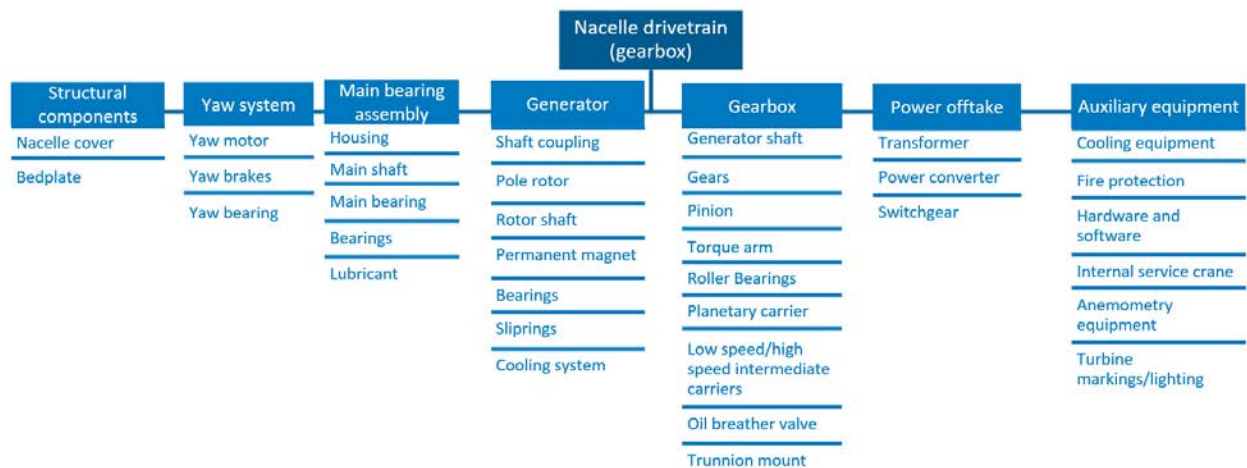 Nacelle drivetrain
(gearbox)
Structural
components
Nacelle cover
Bedplate
Yaw system
Yaw motor
Yaw brakes
Yaw bearing
Main bearing
assembly
Housing
Main shaft
Main bearing
Bearings
Lubricant
Generator
Shaft coupling
Pole rotor
Rotor shaft
Permanent magnet
Bearings
Sliprings
Cooling system
Gearbox
Generator shaft
Gears
Pinion
Torque arm
Roller Bearings
Planetary carrier
Low speed/high
speed intermediate
carriers
Oil breather valve
Trunnion mount
Power offtake
Transformer
Power converter
Switchgear
Auxiliary equipment
Cooling equipment
Fire protection
Hardware and
software
Internal service crane
Anemometry
equipment
Turbine
markings/lighting